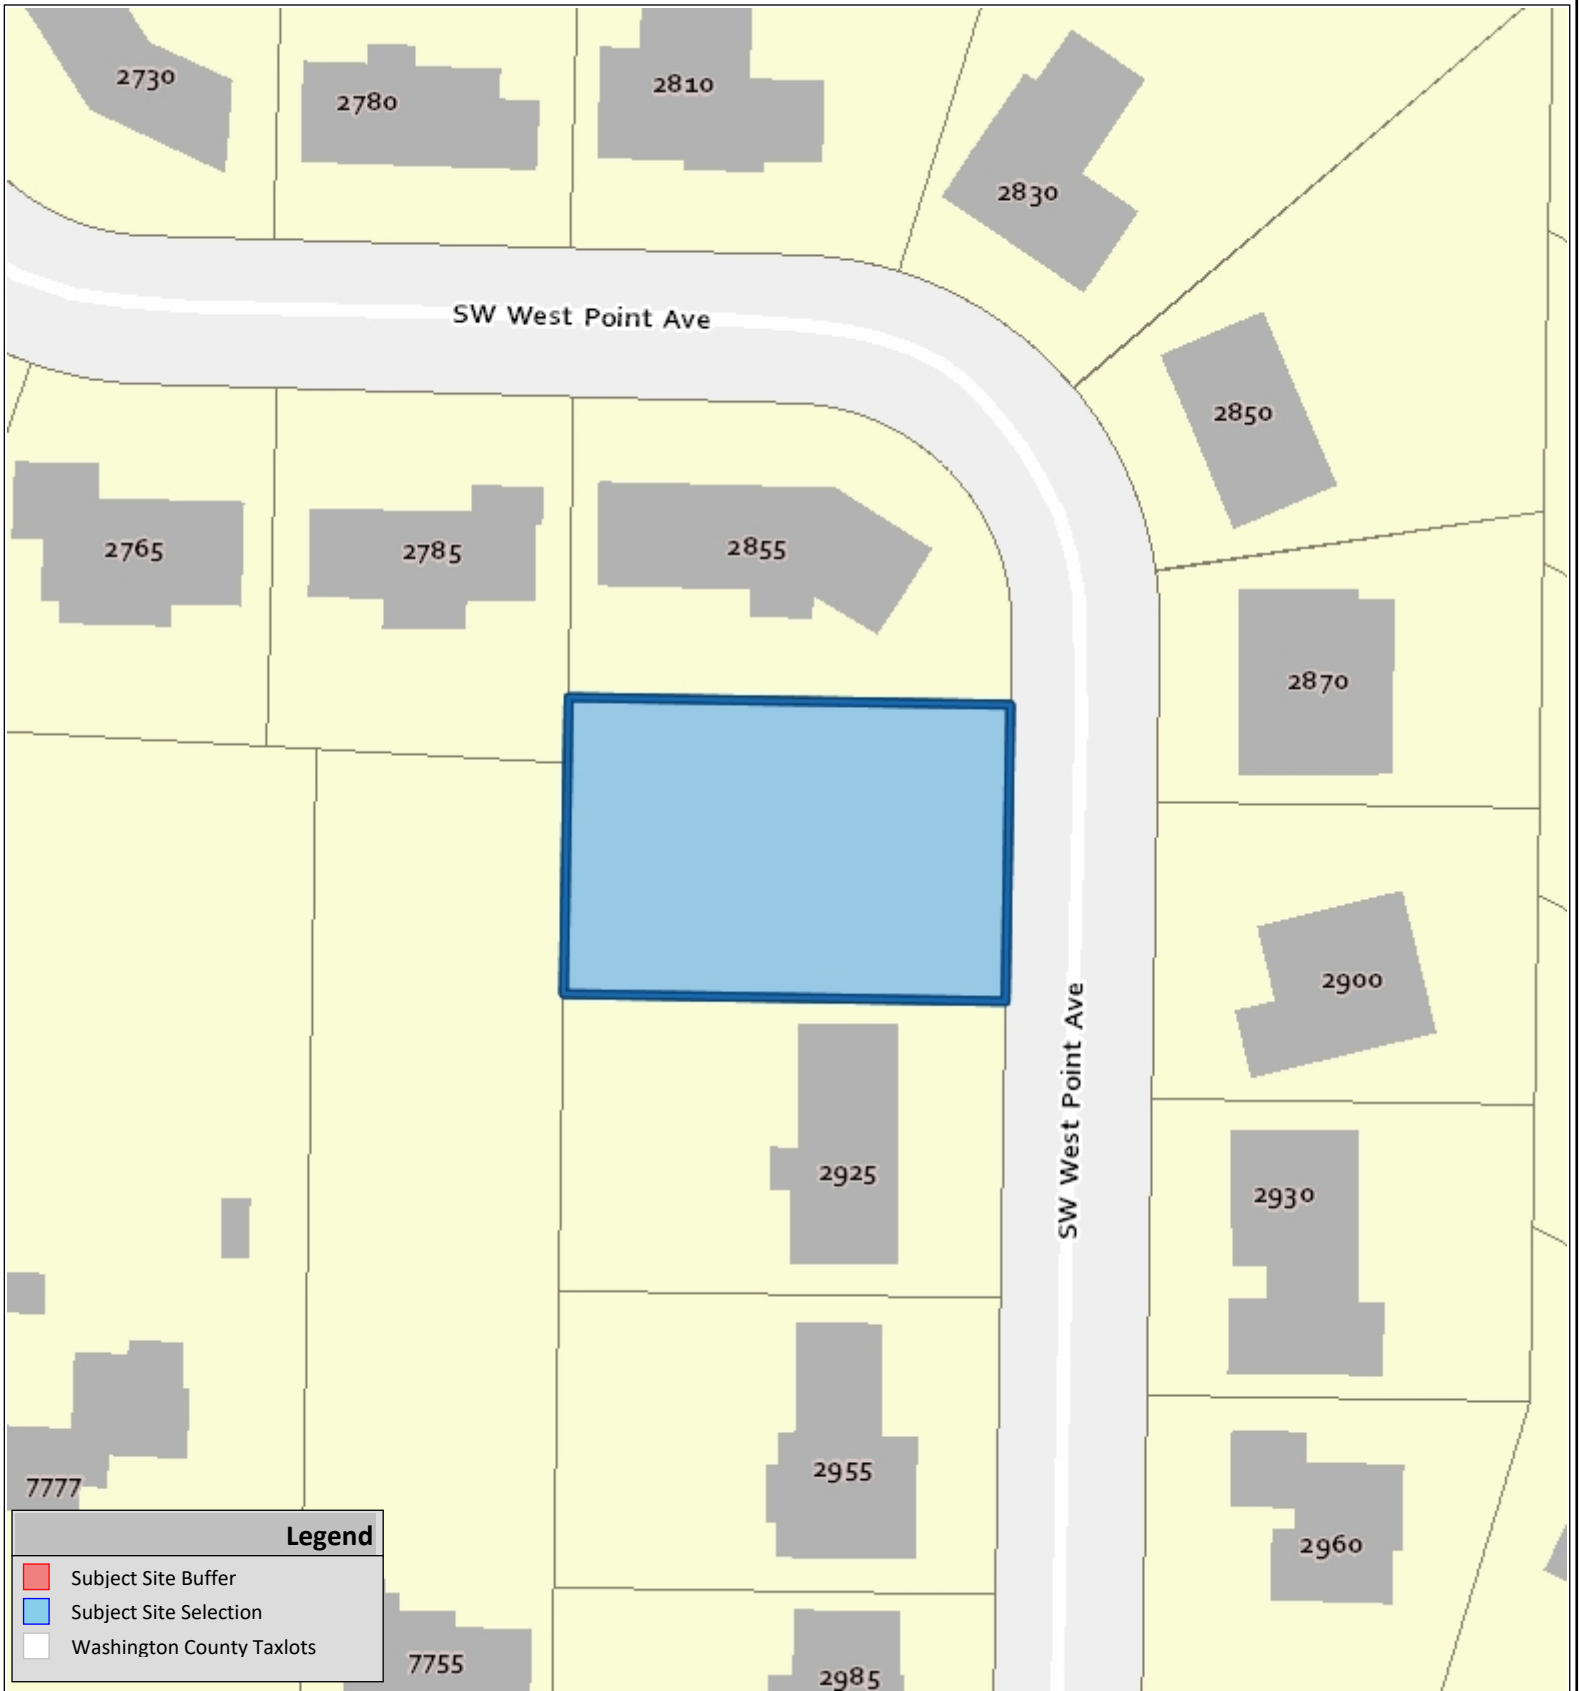 2730
2780
2810
2830
SW West Point Ave
2850
2765
2785
2855
2870
2900
SW West Point Ave
2925
2930
2955
7777
2960
Legend
Subject Site Buffer
Subject Site Selection
Washington County Taxlots
7755
2985